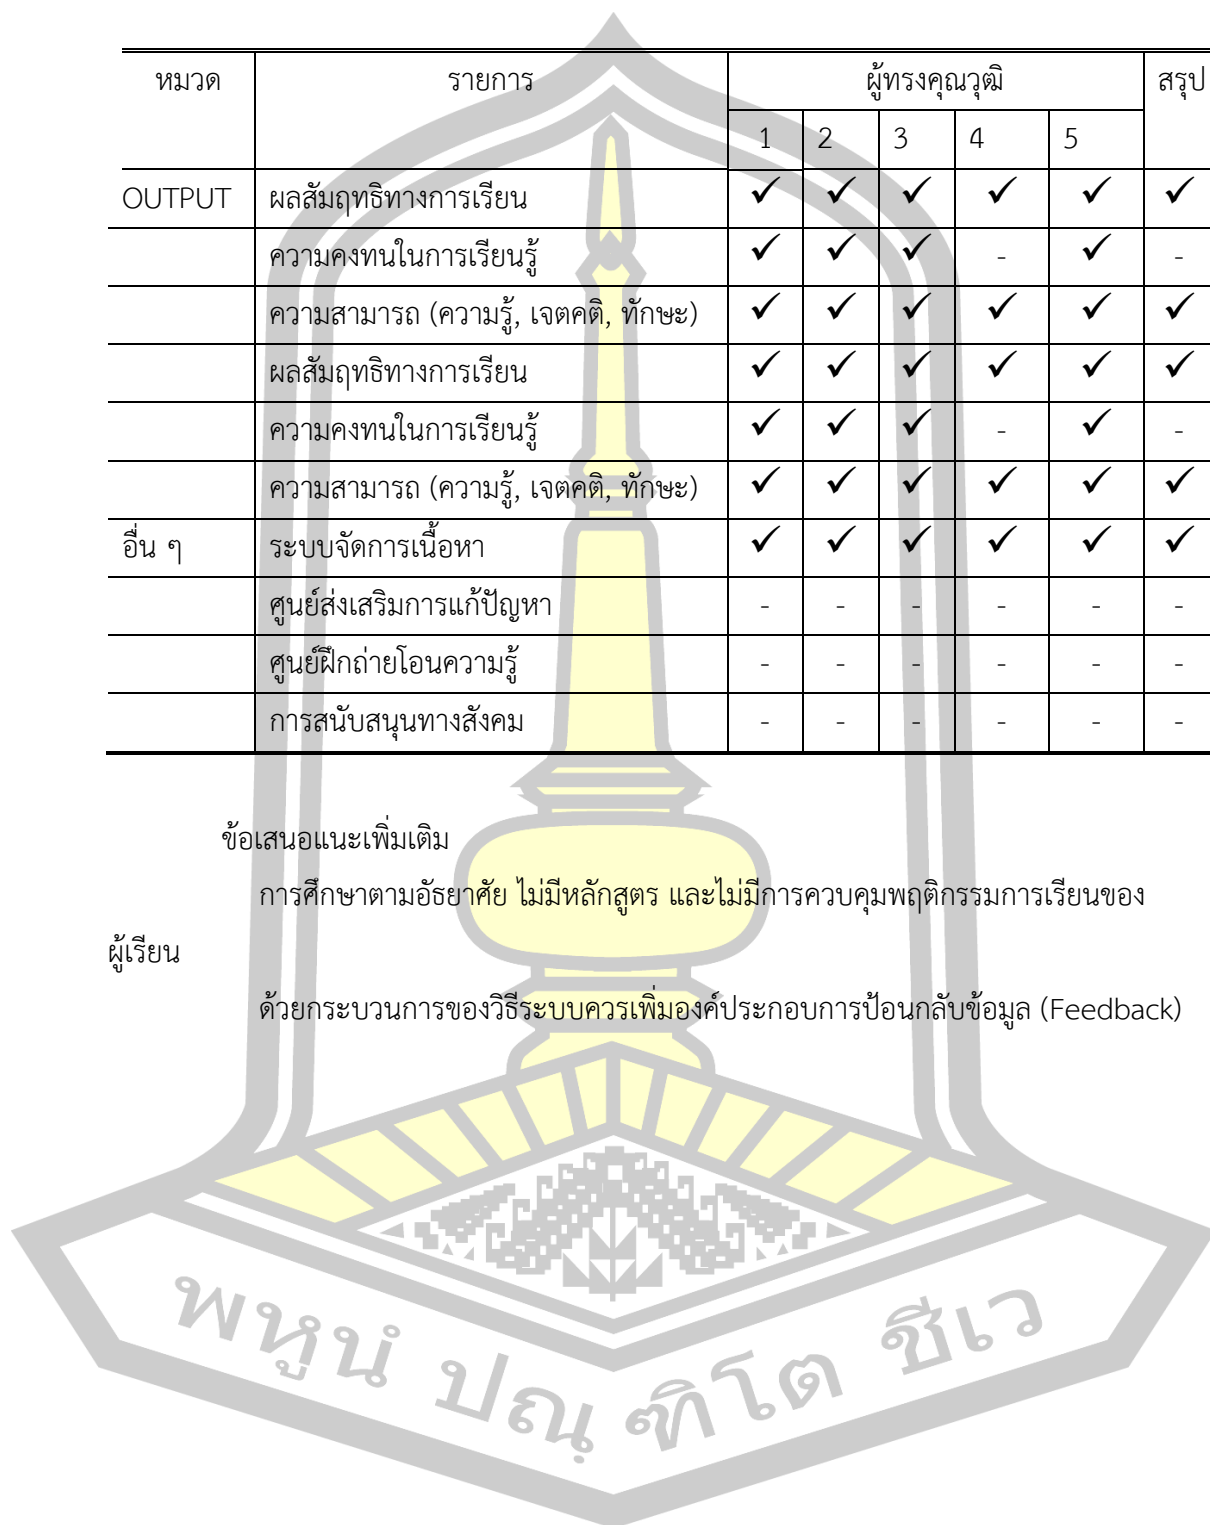 หมวด รายการ ผู้ทรงคุณวุฒิ สรุป
1 2 3 4 5
OUTPUT ผลสัมฤทธิทางการเรียน ✓ ✓ ✓ ✓ ✓ ✓
ความคงทนในการเรียนรู้ ✓ ✓ ✓ - ✓ -
ความสามารถ (ความรู้, เจตคติ, ทักษะ) ✓ ✓ ✓ ✓ ✓ ✓
ผลสัมฤทธิทางการเรียน ✓ ✓ ✓ ✓ ✓ ✓
ความคงทนในการเรียนรู้ ✓ ✓ ✓ - ✓ -
ความสามารถ (ความรู้, เจตคติ, ทักษะ) ✓ ✓ ✓ ✓ ✓ ✓
อื่น ๆ ระบบจัดการเนื้อหา ✓ ✓ ✓ ✓ ✓ ✓
ศูนย์ส่งเสริมการแก้ปัญหา - - - - - -
ศูนย์ฝึกถ่ายโอนความรู้ - - - - - -
การสนับสนุนทางสังคม - - - - - -
ข้อเสนอแนะเพิ่มเติม
การศึกษาตามอัธยาศัย ไม่มีหลักสูตร และไม่มีการควบคุมพฤติกรรมการเรียนของ
ผู้เรียน
ด้วยกระบวนการของวิธีระบบควรเพิ่มองค์ประกอบการป้อนกลับข้อมูล (Feedback)
พหูนํ ปณฺฑิโต ชีเว